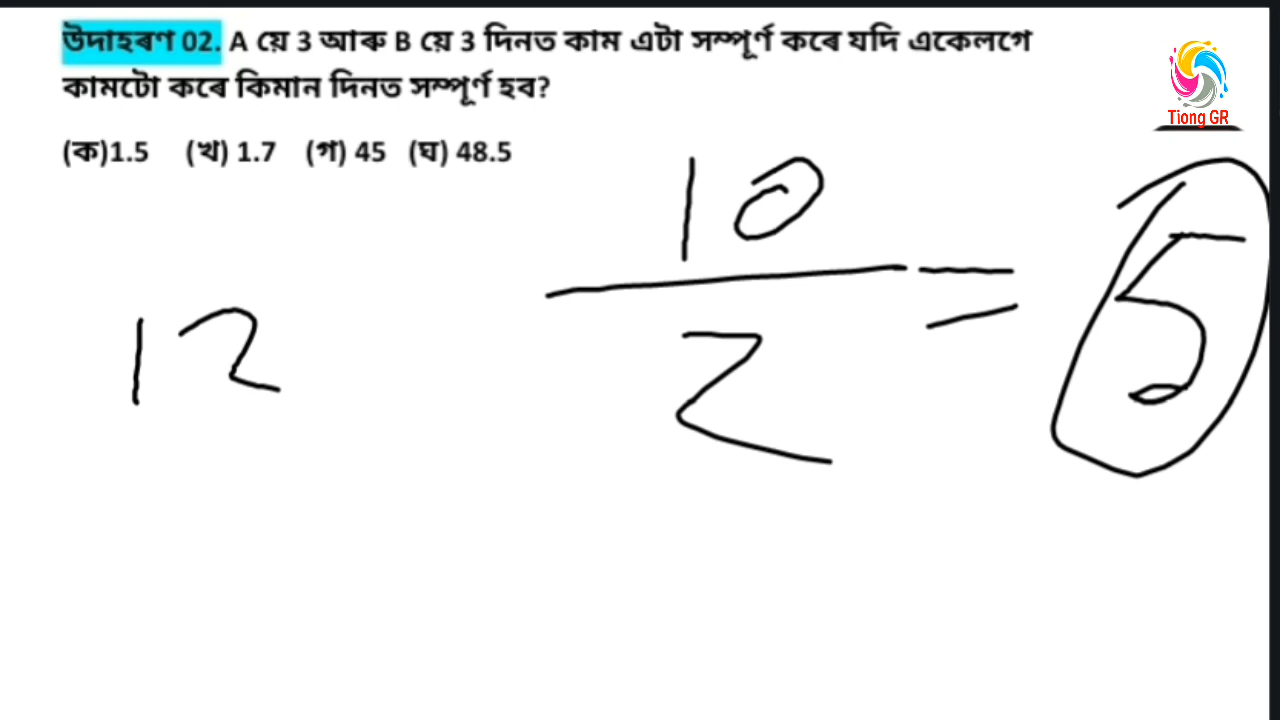 উদাহৰণ 02. A য়ে 3 আৰু B য়ে 3 দিনত কাম এটা সম্পূৰ্ণ কৰে যদি একেলগে
কামটো কৰে কিমান দিনত সম্পূৰ্ণ হব?
(ক)1.5 (খ) 1.7 (গ) 45 (ঘ) 48.5
Tiong GR
10
2
= 5
12